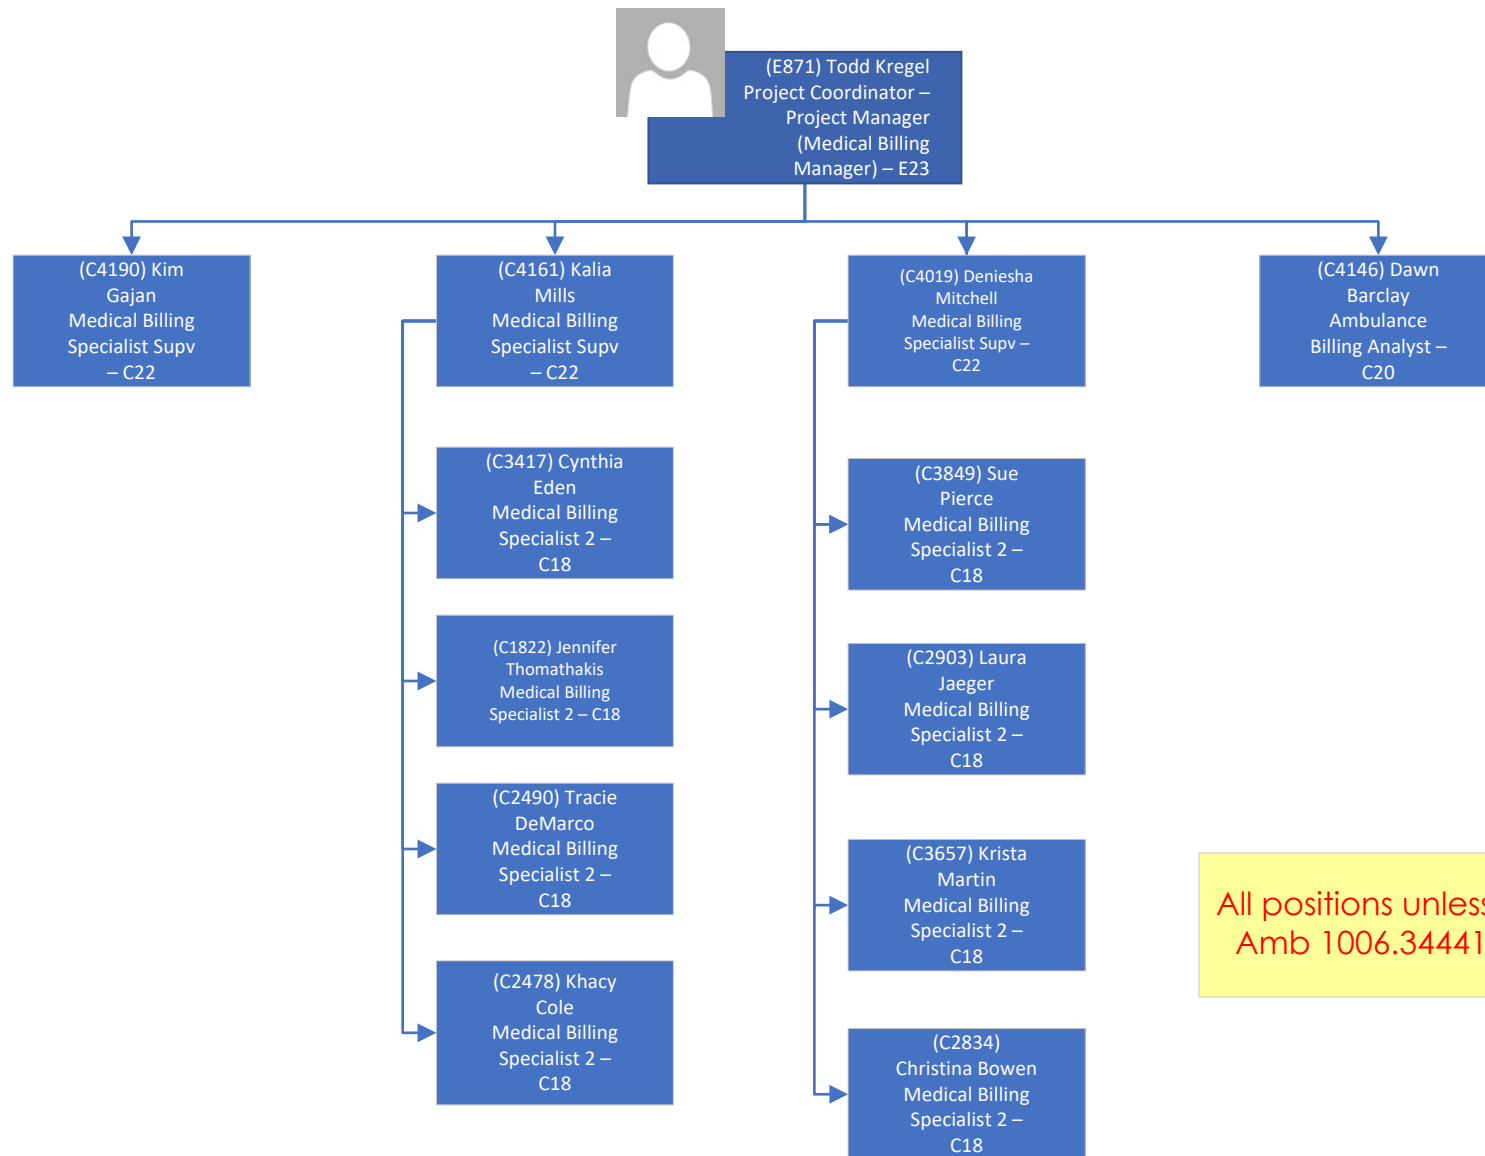 (E871) Todd Kregel
Project Coordinator –
Project Manager
(Medical Billing
Manager) – E23
(C4190) Kim
Gajan
Medical Billing
Specialist Supv
– C22
(C4161) Kalia
Mills
Medical Billing
Specialist Supv
– C22
(C4019) Deniesha
Mitchell
Medical Billing
Specialist Supv –
C22
(C4146) Dawn
Barclay
Ambulance
Billing Analyst –
C20
(C3417) Cynthia
Eden
Medical Billing
Specialist 2 –
C18
(C1822) Jennifer
Thomathakis
Medical Billing
Specialist 2 – C18
(C2490) Tracie
DeMarco
Medical Billing
Specialist 2 –
C18
(C2478) Khacy
Cole
Medical Billing
Specialist 2 –
C18
(C3849) Sue
Pierce
Medical Billing
Specialist 2 –
C18
(C2903) Laura
Jaeger
Medical Billing
Specialist 2 –
C18
(C3657) Krista
Martin
Medical Billing
Specialist 2 –
C18
(C2834)
Christina Bowen
Medical Billing
Specialist 2 –
C18
All positions unless
Amb 1006.34441